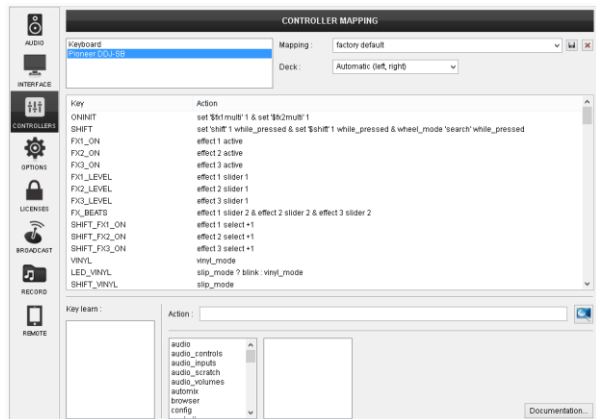 CONTROLLER MAPPING
AUDIO
INTERFACE
CONTROLLERS
OPTIONS
LICENSES
BROADCAST
RECORD
REMOTE
Keyboard
Pioneer DDJ-SB
Mapping : factory default
Deck : Automatic (left, right)
Key Action
ONINIT set '$fx1multi' 1 & set '$fx2multi' 1
SHIFT set 'shift' 1 while_pressed & set '$shift' 1 while_pressed & wheel_mode 'search' while_pressed
FX1_ON effect 1 active
FX2_ON effect 2 active
FX3_ON effect 3 active
FX1_LEVEL effect 1 slider 1
FX2_LEVEL effect 2 slider 1
FX3_LEVEL effect 3 slider 1
FX_BEATS effect 1 slider 2 & effect 2 slider 2 & effect 3 slider 2
SHIFT_FX1_ON effect 1 select +1
SHIFT_FX2_ON effect 2 select +1
SHIFT_FX3_ON effect 3 select +1
VINYL vinyl_mode
LED_VINYL slip_mode ? blink : vinyl_mode
SHIFT_VINYL slip_mode
Key learn :
Action :
audio
audio_controls
audio_inputs
audio_scratch
audio_volumes
automix
browser
config
Documentation...